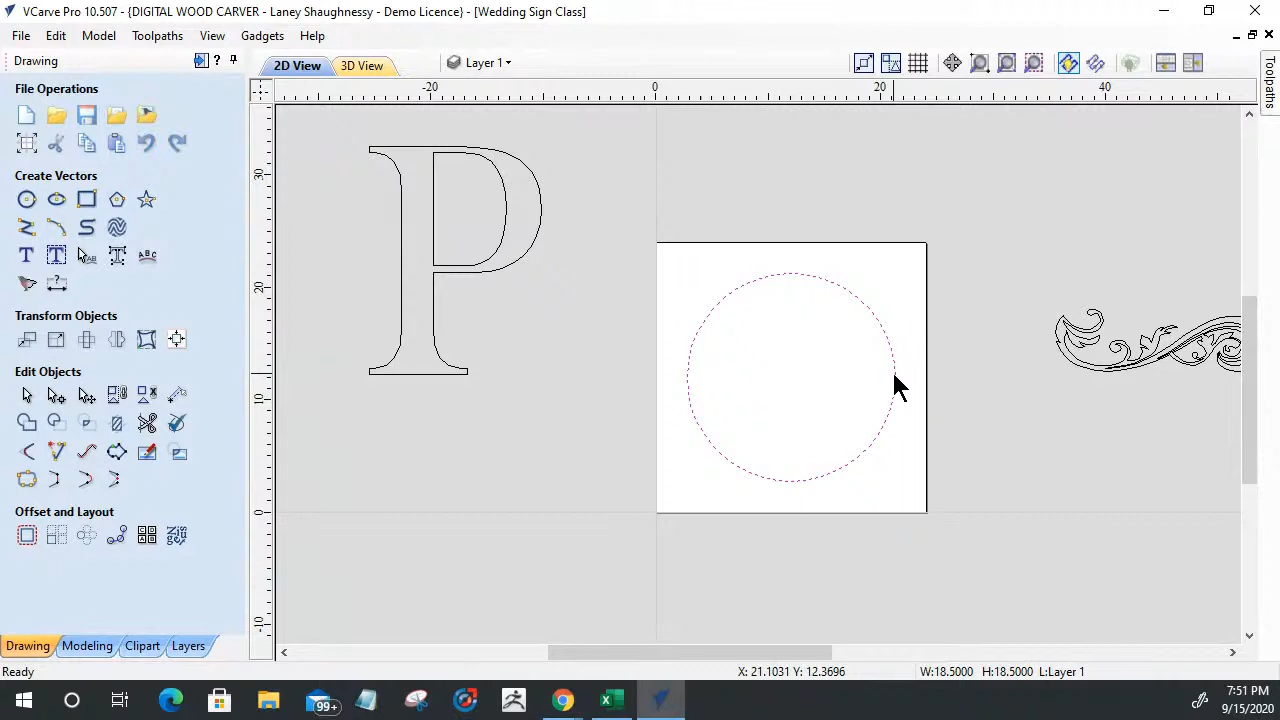 VCarve Pro 10.507 - {DIGITAL WOOD CARVER - Laney Shaughnessy - Demo Licence} - [Wedding Sign Class]
File Edit Model Toolpaths View Gadgets Help
Drawing
2D View
3D View
Layer 1
Toolpaths
File Operations
-20 0 20 40
30
20
10
0
-10
Create Vectors
Transform Objects
Edit Objects
Offset and Layout
P
Drawing Modeling Clipart Layers
Ready
X: 21.1031 Y: 12.3696
W:18.5000 H:18.5000 L:Layer 1
99+
7:51 PM
9/15/2020